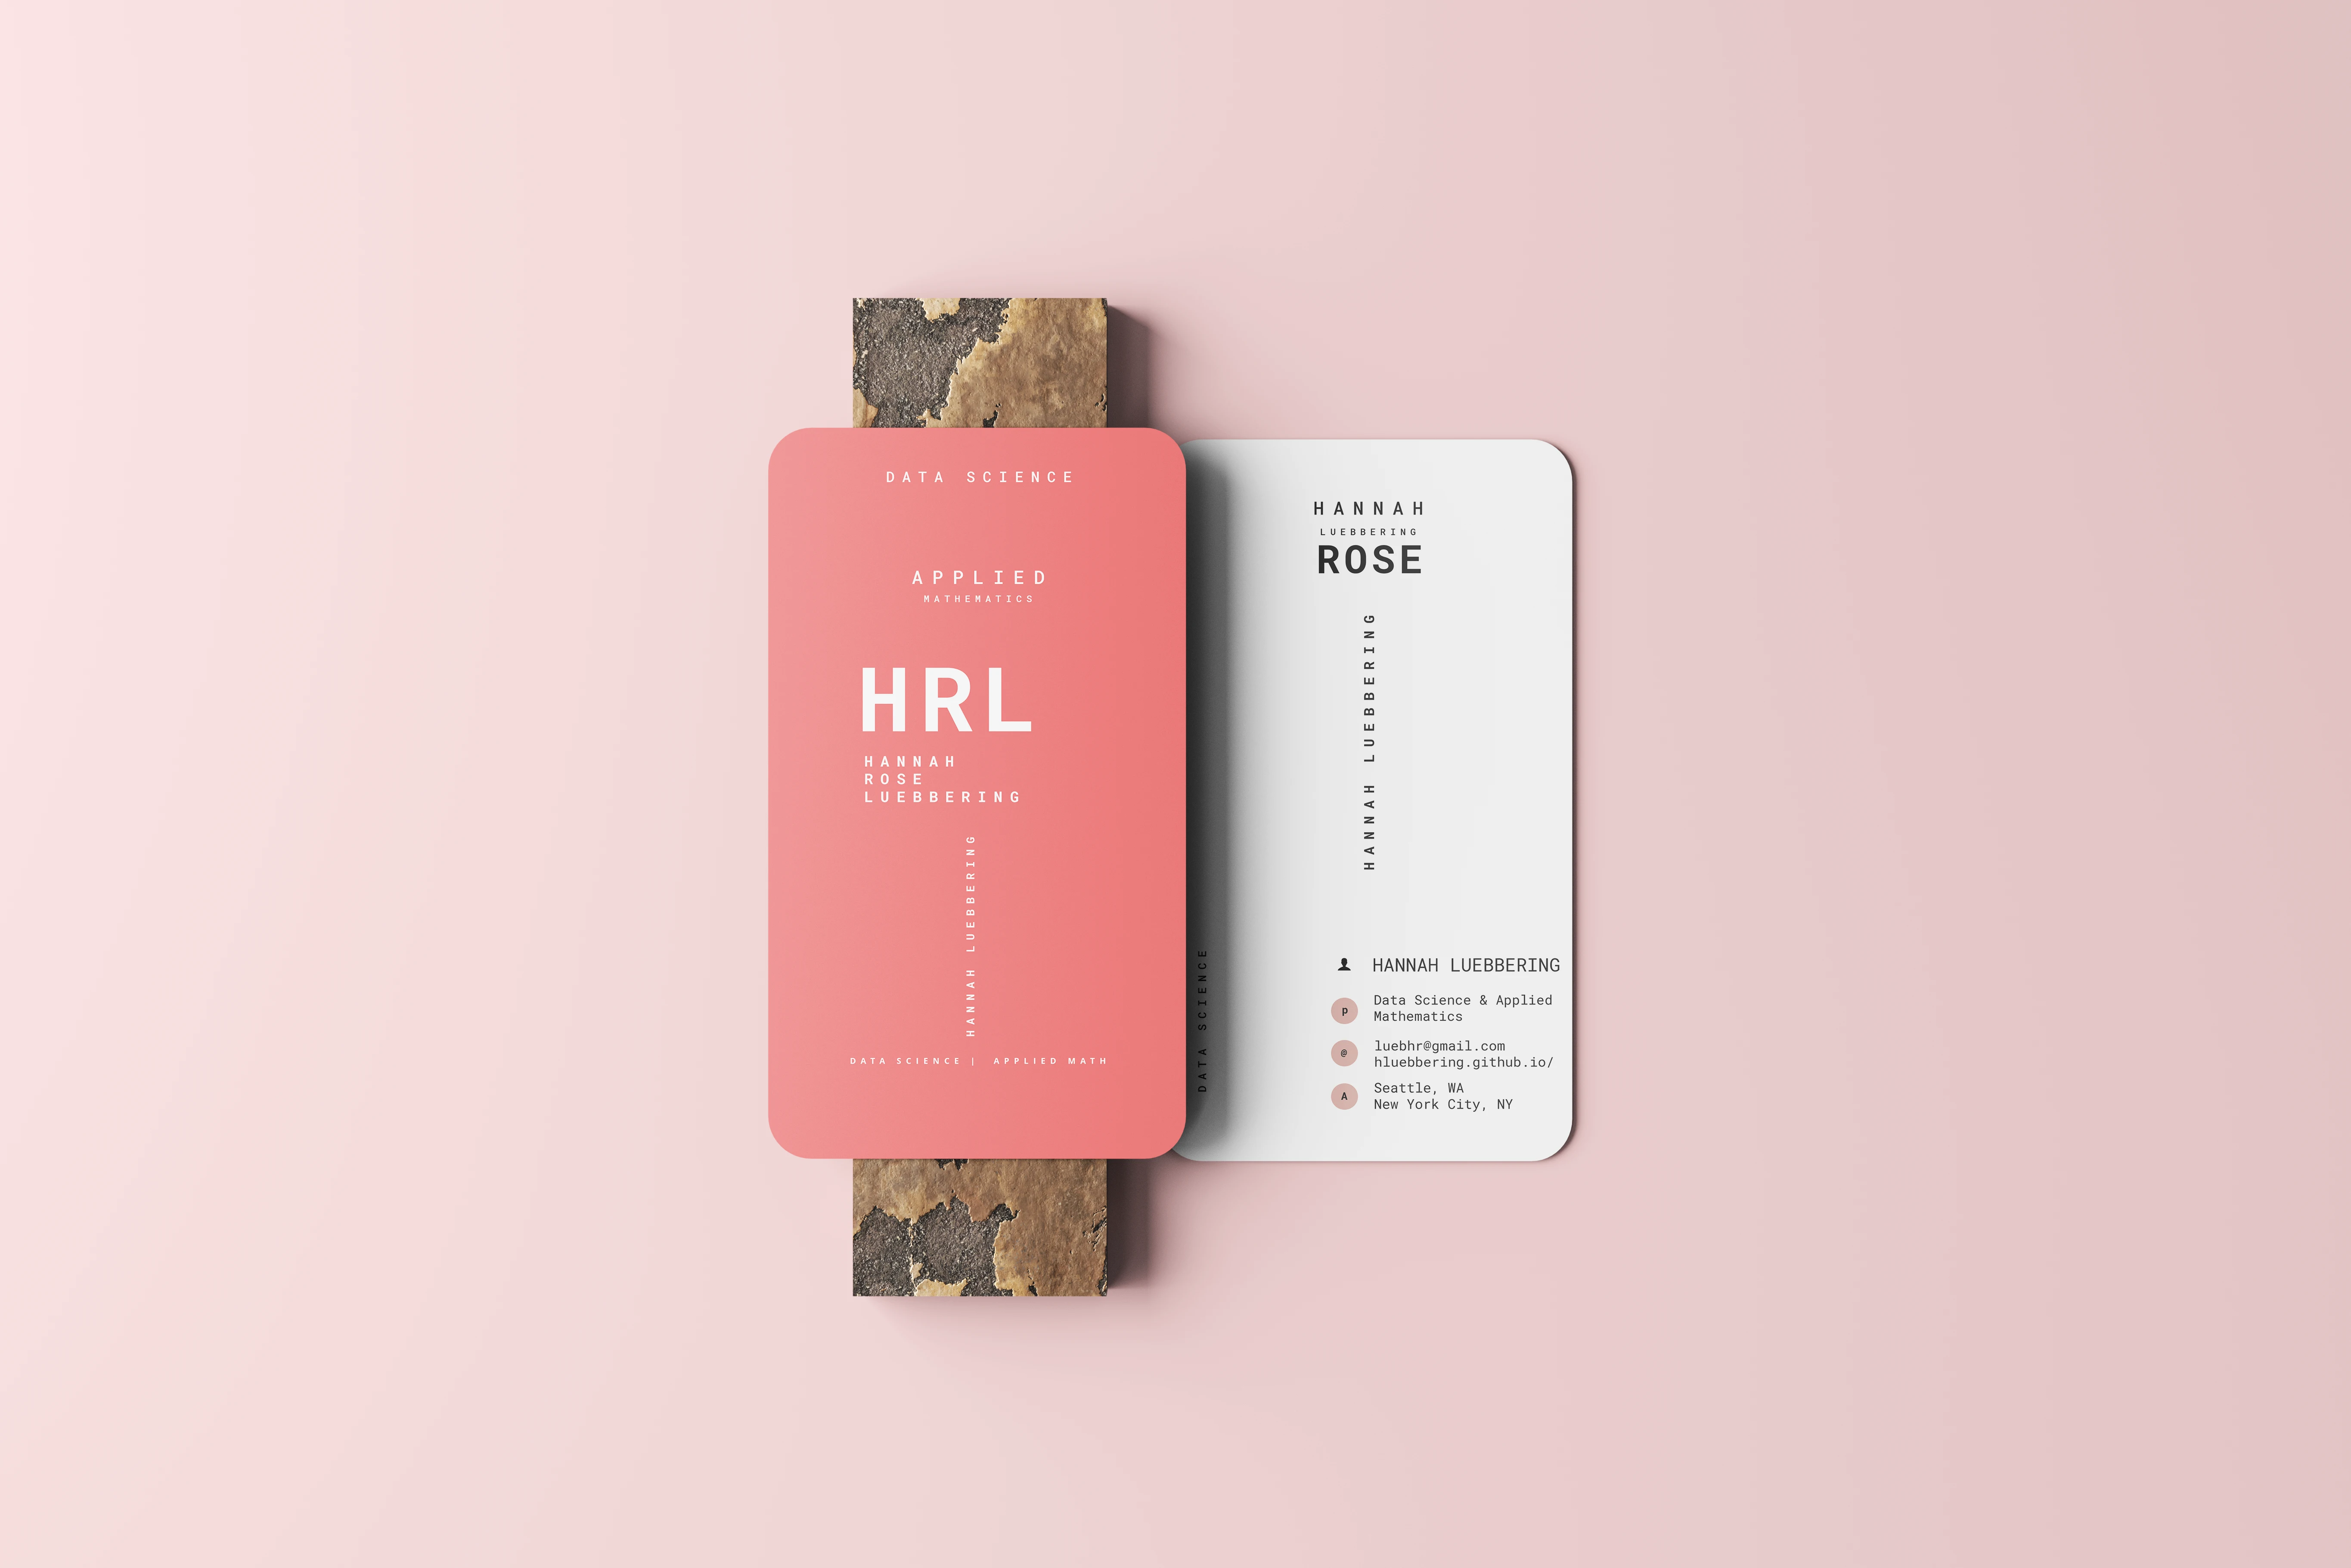 DATA SCIENCE
APPLIED
MATHEMATICS
HRL
HANNAH
ROSE
LUEBBERING
HANNAH LUEBBERING
DATA SCIENCE | APPLIED MATH
HANNAH
LUEBBERING
ROSE
HANNAH LUEBBERING
DATA SCIENCE
HANNAH LUEBBERING
P
Data Science & Applied
Mathematics
@
luebhr@gmail.com
hluebbering.github.io/
A
Seattle, WA
New York City, NY